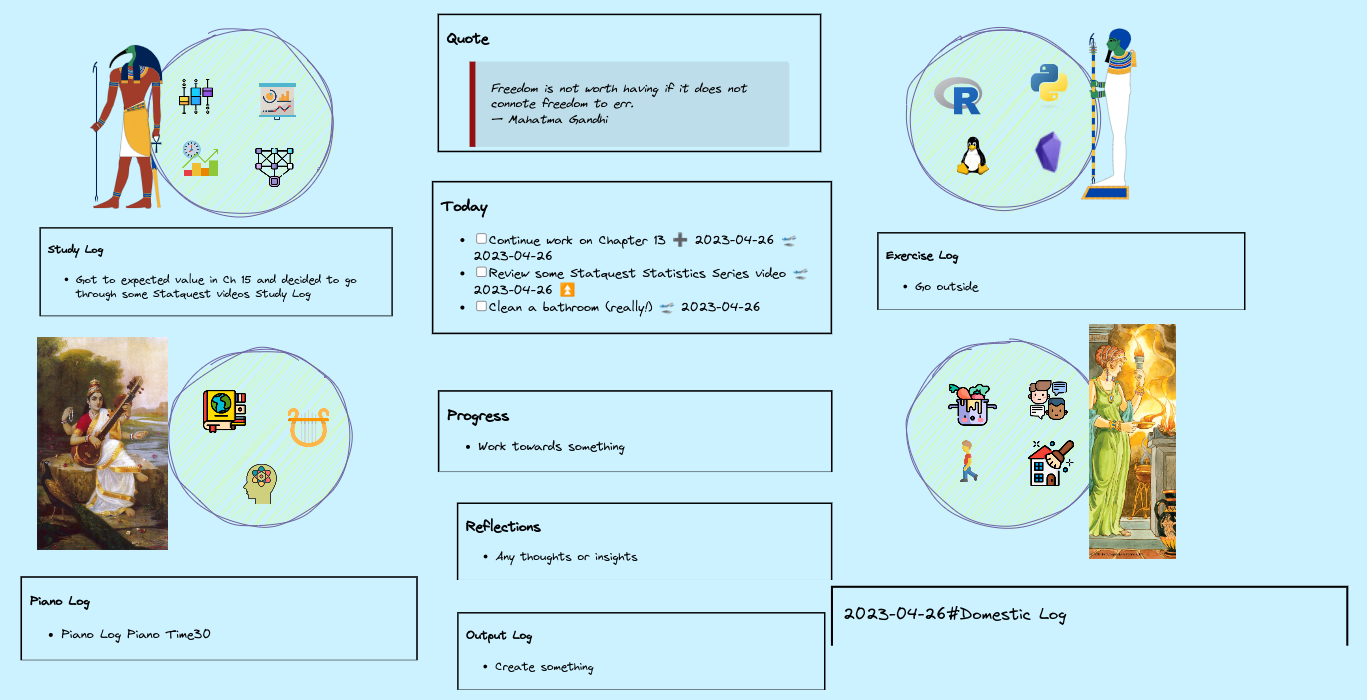 Quote
Freedom is not worth having if it does not
connote freedom to err.
— Mahatma Gandhi
R
Today
Continue work on Chapter 13 ➕ 2023-04-26 🛫
2023-04-26
Review some Statquest Statistics Series video 🛫
2023-04-26 ⏫
Clean a bathroom (really!) 🛫 2023-04-26
Study Log
Got to expected value in Ch 15 and decided to go
through some Statquest videos Study Log
Exercise Log
Go outside
Progress
Work towards something
Reflections
Any thoughts or insights
Piano Log
Piano Log Piano Time30
Output Log
Create something
2023-04-26#Domestic Log